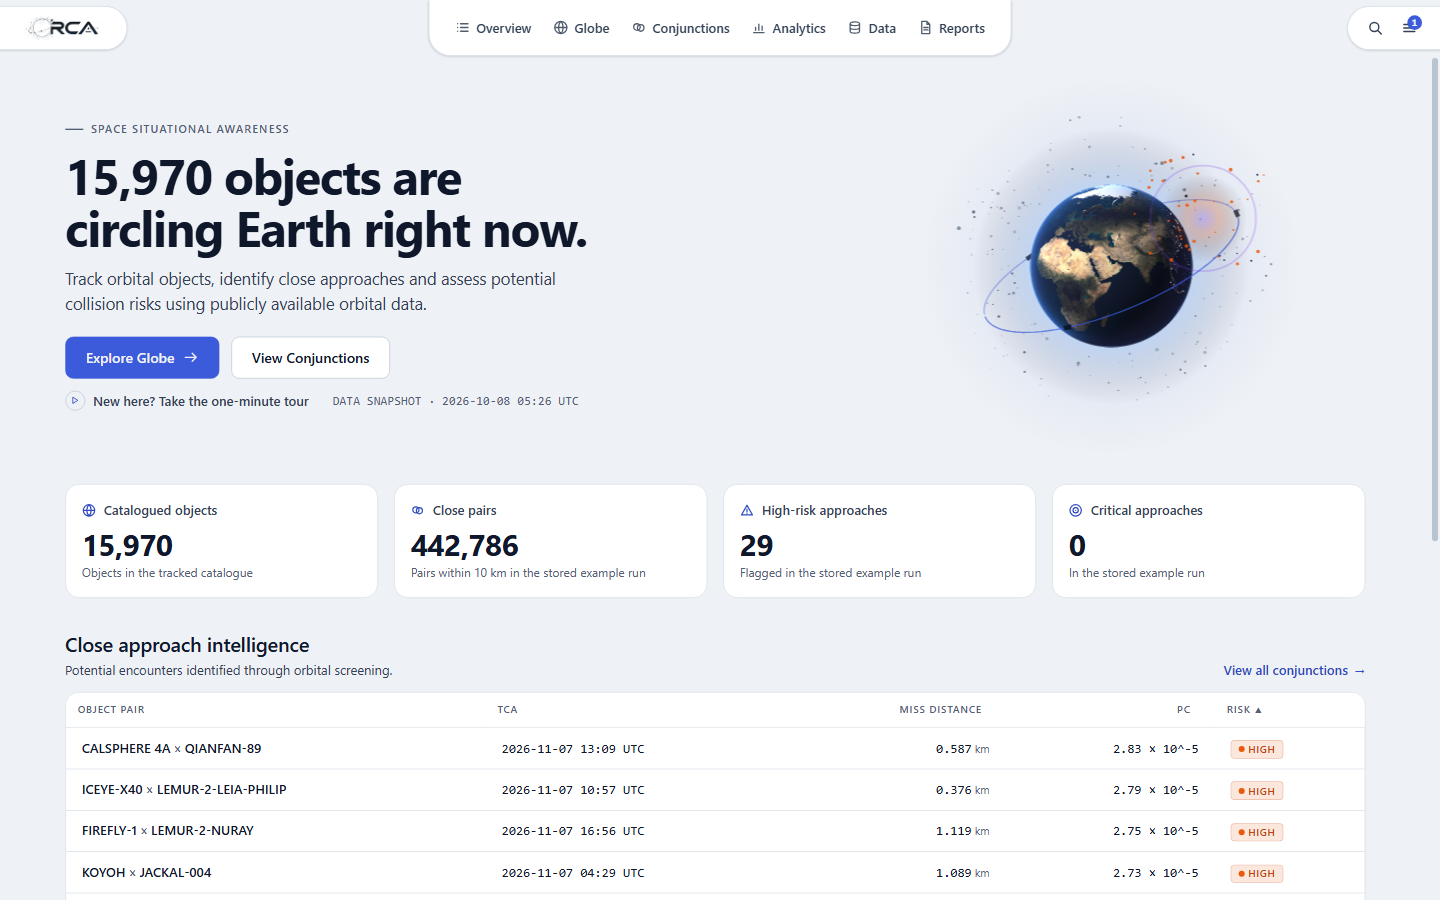 ORCA
Overview
Globe
Conjunctions
Analytics
Data
Reports
1
SPACE SITUATIONAL AWARENESS
15,970 objects are
circling Earth right now.
Track orbital objects, identify close approaches and assess potential
collision risks using publicly available orbital data.
Explore Globe →
View Conjunctions
New here? Take the one-minute tour
DATA SNAPSHOT · 2026-10-08 05:26 UTC
Catalogued objects
15,970
Objects in the tracked catalogue
Close pairs
442,786
Pairs within 10 km in the stored example run
High-risk approaches
29
Flagged in the stored example run
Critical approaches
0
In the stored example run
Close approach intelligence
Potential encounters identified through orbital screening.
View all conjunctions →
OBJECT PAIR TCA MISS DISTANCE PC RISK ▲
CALSPHERE 4A × QIANFAN-89 2026-11-07 13:09 UTC 0.587 km 2.83 × 10^-5 HIGH
ICEYE-X40 × LEMUR-2-LEIA-PHILIP 2026-11-07 10:57 UTC 0.376 km 2.79 × 10^-5 HIGH
FIREFLY-1 × LEMUR-2-NURAY 2026-11-07 16:56 UTC 1.119 km 2.75 × 10^-5 HIGH
KOYOH × JACKAL-004 2026-11-07 04:29 UTC 1.089 km 2.73 × 10^-5 HIGH